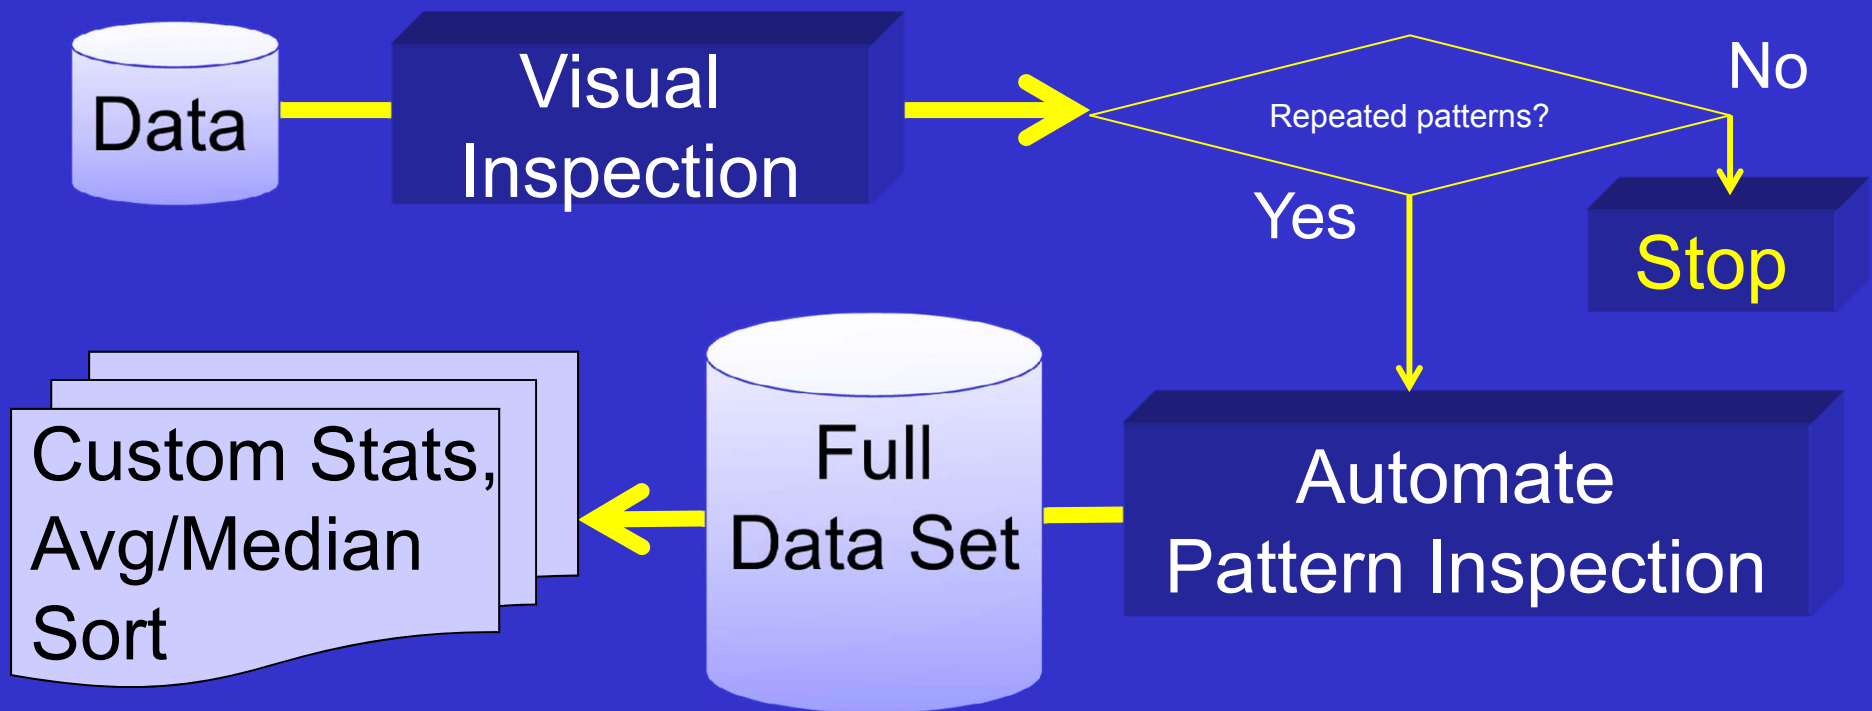 Data
Visual
Inspection
Repeated patterns?
No
Stop
Yes
Automate
Pattern Inspection
Full
Data Set
Custom Stats,
Avg/Median
Sort